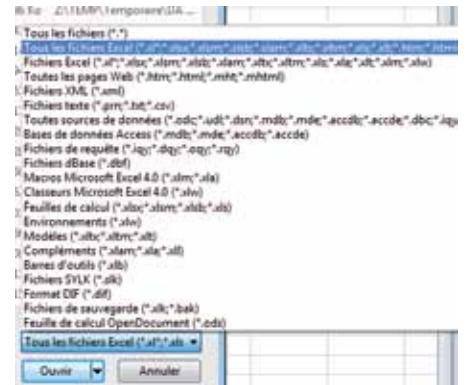 Z:\TEMP\Temporaire\DA ...
Tous les fichiers (*.*)
Tous les fichiers Excel (*.xl*;*.xlsx;*.xlsm;*.xlsb;*.xlam;*.xltx;*.xltm;*.xls;*.xlt;*.htm;*.html
Fichiers Excel (*.xl*;*.xlsx;*.xlsm;*.xlsb;*.xlam;*.xltx;*.xltm;*.xls;*.xla;*.xlt;*.xlm;*.xlw)
Toutes les pages Web (*.htm;*.html;*.mht;*.mhtml)
Fichiers XML (*.xml)
Fichiers texte (*.prn;*.txt;*.csv)
Toutes sources de données (*.odc;*.udl;*.dsn;*.mdb;*.mde;*.accdb;*.accde;*.dbc;*.iqy
Bases de données Access (*.mdb;*.mde;*.accdb;*.accde)
Fichiers de requête (*.iqy;*.dqy;*.oqy;*.rqy)
Fichiers dBase (*.dbf)
Macros Microsoft Excel 4.0 (*.xlm;*.xla)
Classeurs Microsoft Excel 4.0 (*.xlw)
Feuilles de calcul (*.xlsx;*.xlsm;*.xlsb;*.xls)
Environnements (*.xlw)
Modèles (*.xltx;*.xltm;*.xlt)
Compléments (*.xlam;*.xla;*.xll)
Barres d'outils (*.xlb)
Fichiers SYLK (*.slk)
Format DIF (*.dif)
Fichiers de sauvegarde (*.xlk;*.bak)
Feuille de calcul OpenDocument (*.ods)
Tous les fichiers Excel (*.xl*;*.xls
Ouvrir Annuler